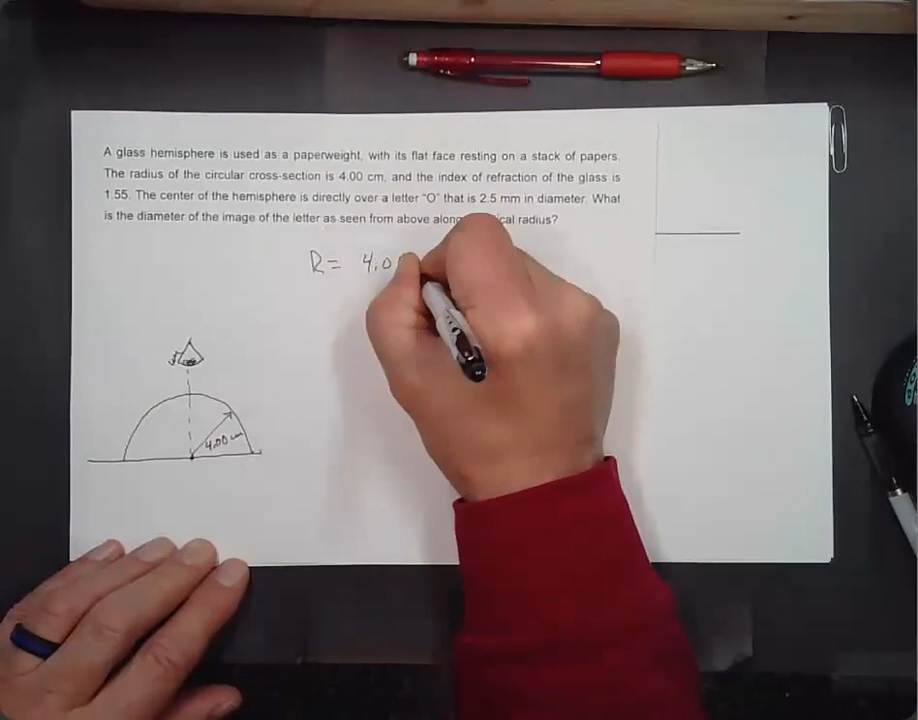 A glass hemisphere is used as a paperweight, with its flat face resting on a stack of papers.
The radius of the circular cross-section is 4.00 cm, and the index of refraction of the glass is
1.55. The center of the hemisphere is directly over a letter "O" that is 2.5 mm in diameter. What
is the diameter of the image of the letter as seen from above along radius?
R = 4.0
4.00 cm